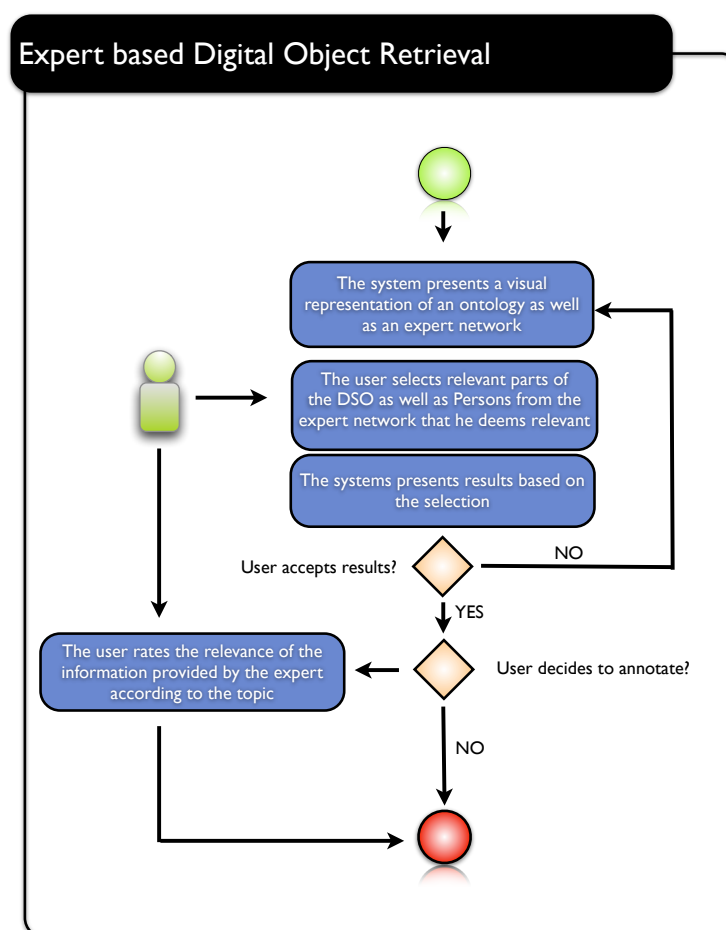 Expert based Digital Object Retrieval
The system presents a visual
representation of an ontology as well
as an expert network
The user selects relevant parts of
the DSO as well as Persons from the
expert network that he deems relevant
The systems presents results based on
the selection
User accepts results?
NO
YES
The user rates the relevance of the
information provided by the expert
according to the topic
User decides to annotate?
NO